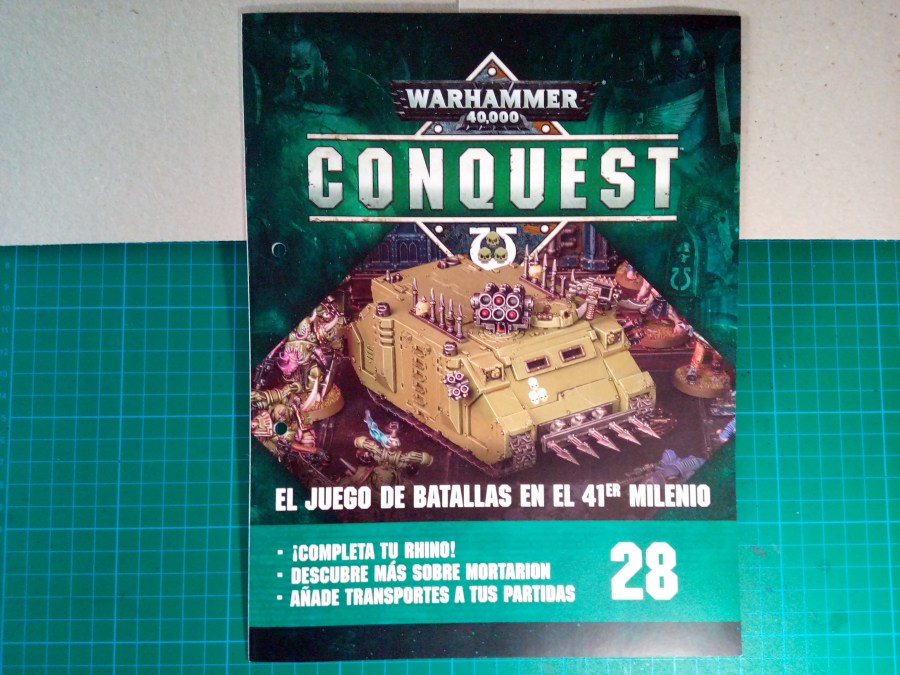 WARHAMMER
40,000
CONQUEST
EL JUEGO DE BATALLAS EN EL 41ER MILENIO
- ¡COMPLETA TU RHINO!
- DESCUBRE MÁS SOBRE MORTARION
- AÑADE TRANSPORTES A TUS PARTIDAS
28